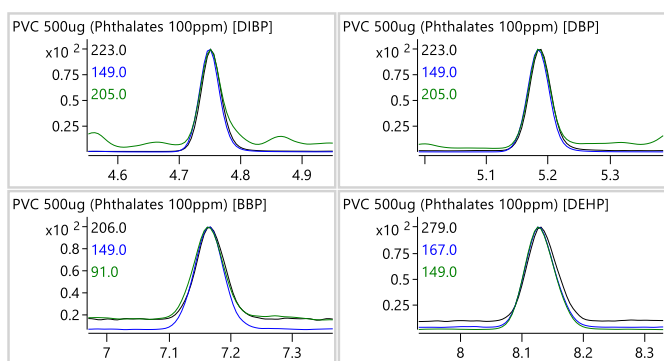 PVC 500ug (Phthalates 100ppm) [DIBP]
x10 2
223.0
149.0
205.0
0.75
0.5
0.25
4.6 4.7 4.8 4.9
PVC 500ug (Phthalates 100ppm) [DBP]
x10 2
223.0
149.0
205.0
0.75
0.5
0.25
5.1 5.2 5.3
PVC 500ug (Phthalates 100ppm) [BBP]
x10 2
206.0
149.0
91.0
0.8
0.6
0.4
0.2
7 7.1 7.2 7.3
PVC 500ug (Phthalates 100ppm) [DEHP]
x10 2
279.0
167.0
149.0
0.75
0.5
0.25
8 8.1 8.2 8.3